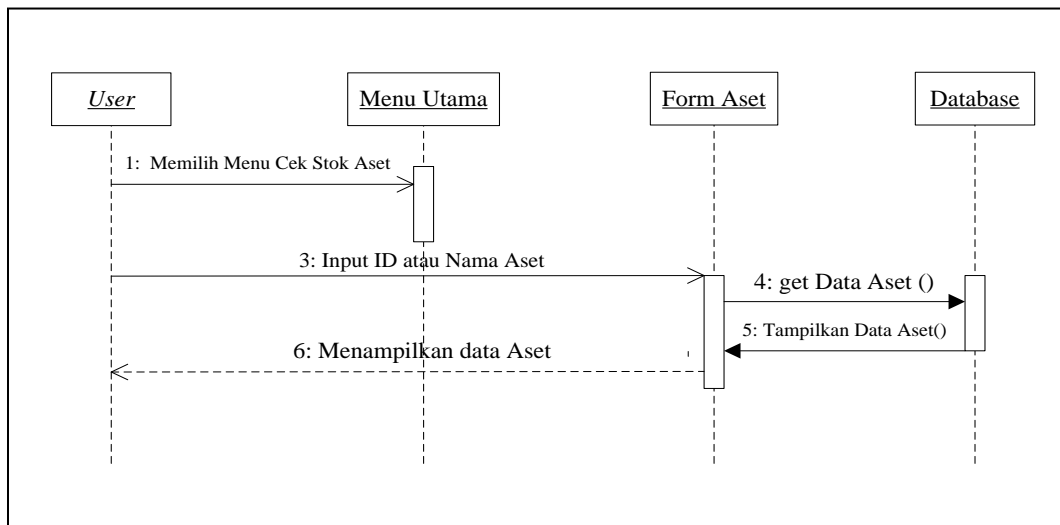 User
Menu Utama
Form Aset
Database
1: Memilih Menu Cek Stok Aset
3: Input ID atau Nama Aset
4: get Data Aset ()
5: Tampilkan Data Aset()
6: Menampilkan data Aset